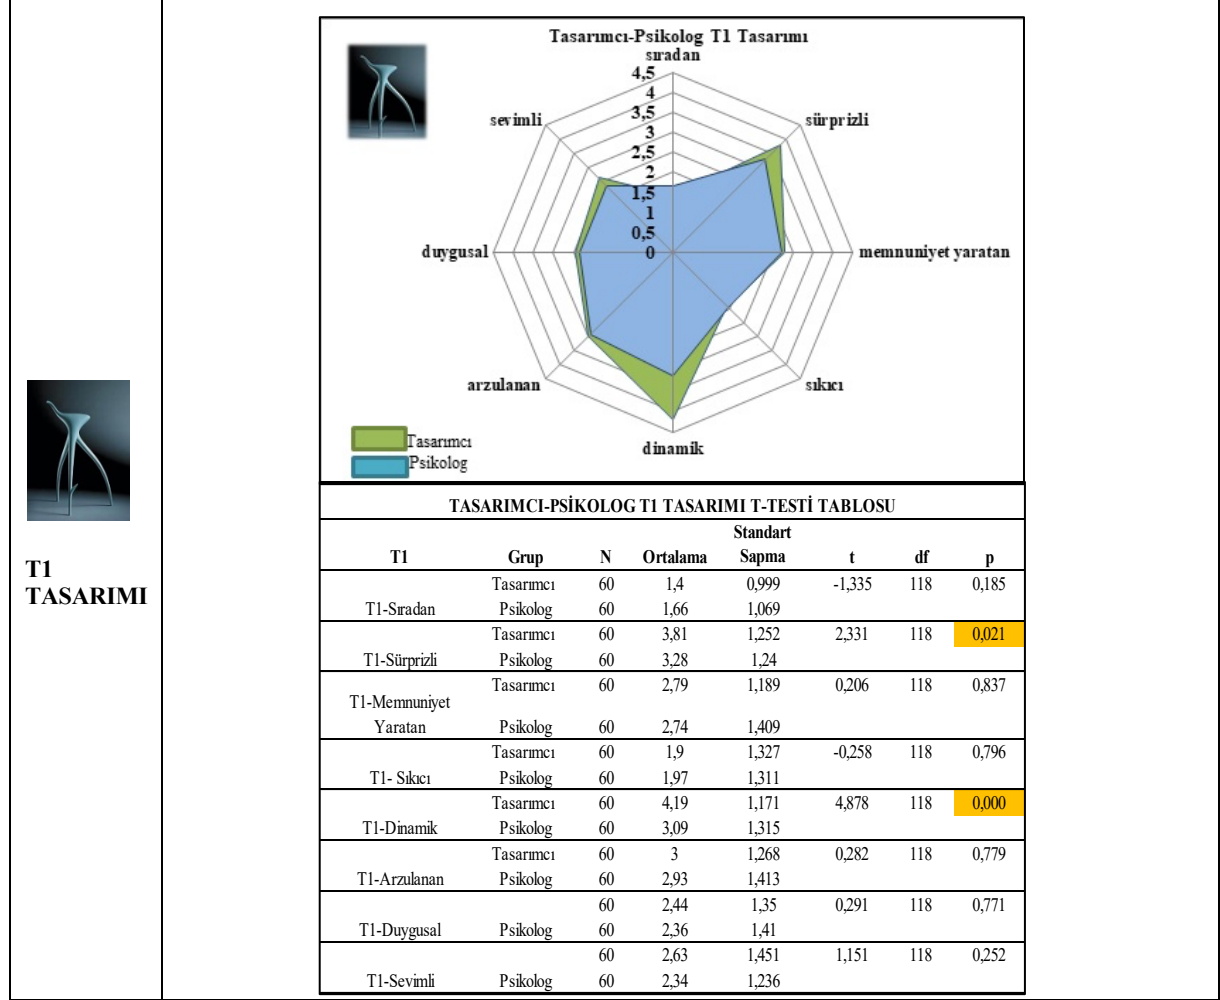 T1
TASARIMI
Tasarımcı-Psikolog T1 Tasarımı
sıradan
4,5
4
3,5
3
2,5
2
1,5
1
0,5
0
sürprizli
memnuniyet yaratan
sıkıcı
dinamik
arzulanan
duygusal
sevimli
Tasarımcı
Psikolog
TASARIMCI-PSİKOLOG T1 TASARIMI T-TESTİ TABLOSU
T1 Grup N Ortalama Standart Sapma t df p
Tasarımcı 60 1,4 0,999 -1,335 118 0,185
T1-Sıradan Psikolog 60 1,66 1,069
Tasarımcı 60 3,81 1,252 2,331 118 0,021
T1-Sürprizli Psikolog 60 3,28 1,24
Tasarımcı 60 2,79 1,189 0,206 118 0,837
T1-Memnuniyet
Yaratan Psikolog 60 2,74 1,409
Tasarımcı 60 1,9 1,327 -0,258 118 0,796
T1- Sıkıcı Psikolog 60 1,97 1,311
Tasarımcı 60 4,19 1,171 4,878 118 0,000
T1-Dinamik Psikolog 60 3,09 1,315
Tasarımcı 60 3 1,268 0,282 118 0,779
T1-Arzulanan Psikolog 60 2,93 1,413
60 2,44 1,35 0,291 118 0,771
T1-Duygusal Psikolog 60 2,36 1,41
60 2,63 1,451 1,151 118 0,252
T1-Sevimli Psikolog 60 2,34 1,236